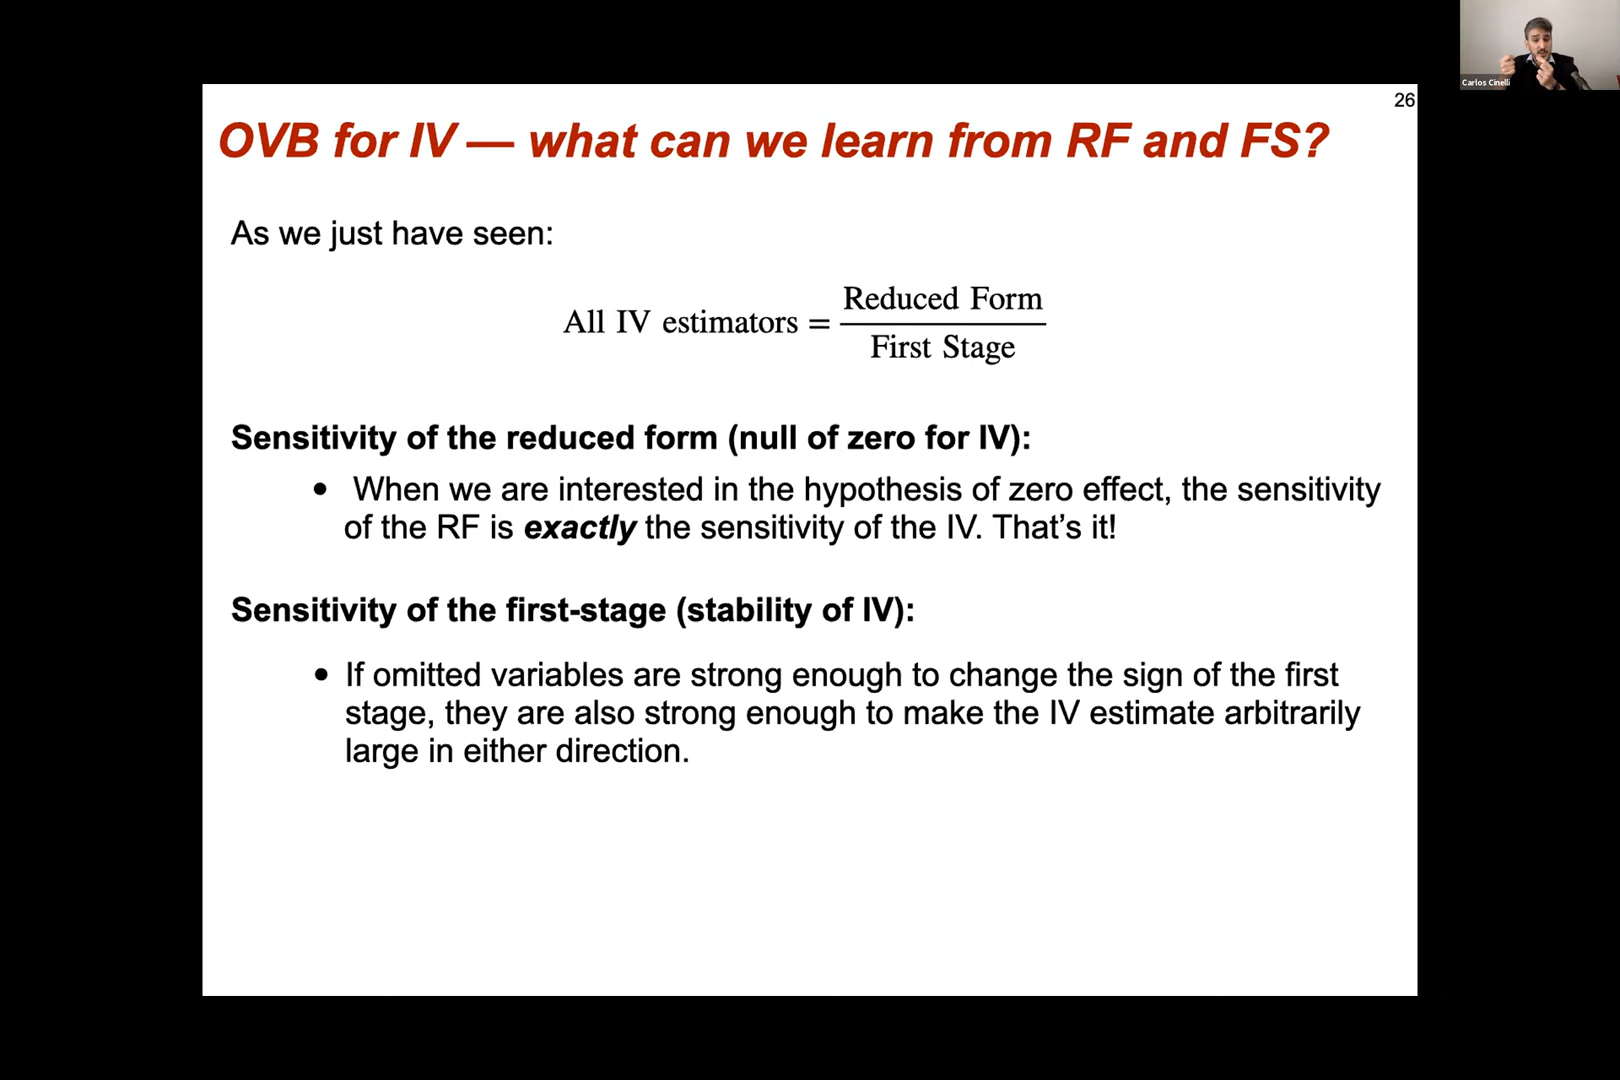 Carlos Cinelli
26
OVB for IV — what can we learn from RF and FS?
As we just have seen:
All IV estimators = Reduced Form / First Stage
Sensitivity of the reduced form (null of zero for IV):
• When we are interested in the hypothesis of zero effect, the sensitivity
of the RF is exactly the sensitivity of the IV. That's it!
Sensitivity of the first-stage (stability of IV):
• If omitted variables are strong enough to change the sign of the first
stage, they are also strong enough to make the IV estimate arbitrarily
large in either direction.